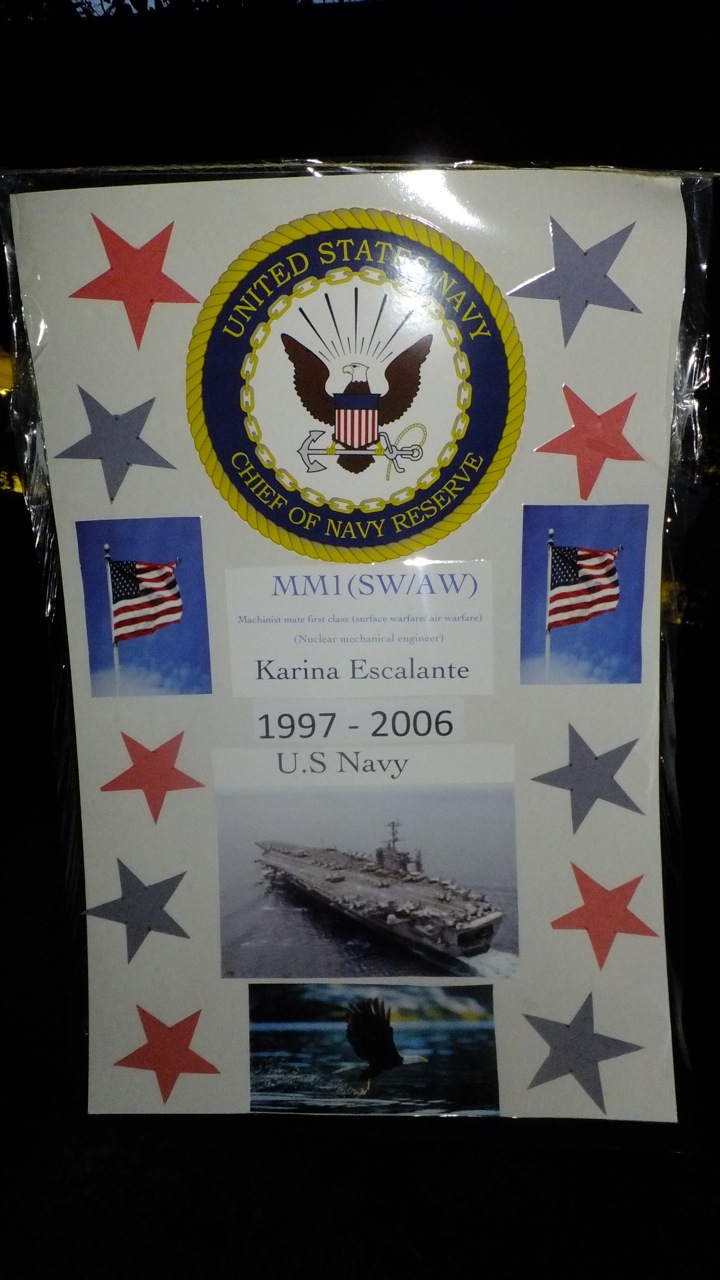 UNITED STATES NAVY
CHIEF OF NAVY RESERVE
MM1(SW/AW)
Machinist mate first class (surface warfare/ air warfare)
(Nuclear mechanical engineer)
Karina Escalante
1997 - 2006
U.S Navy